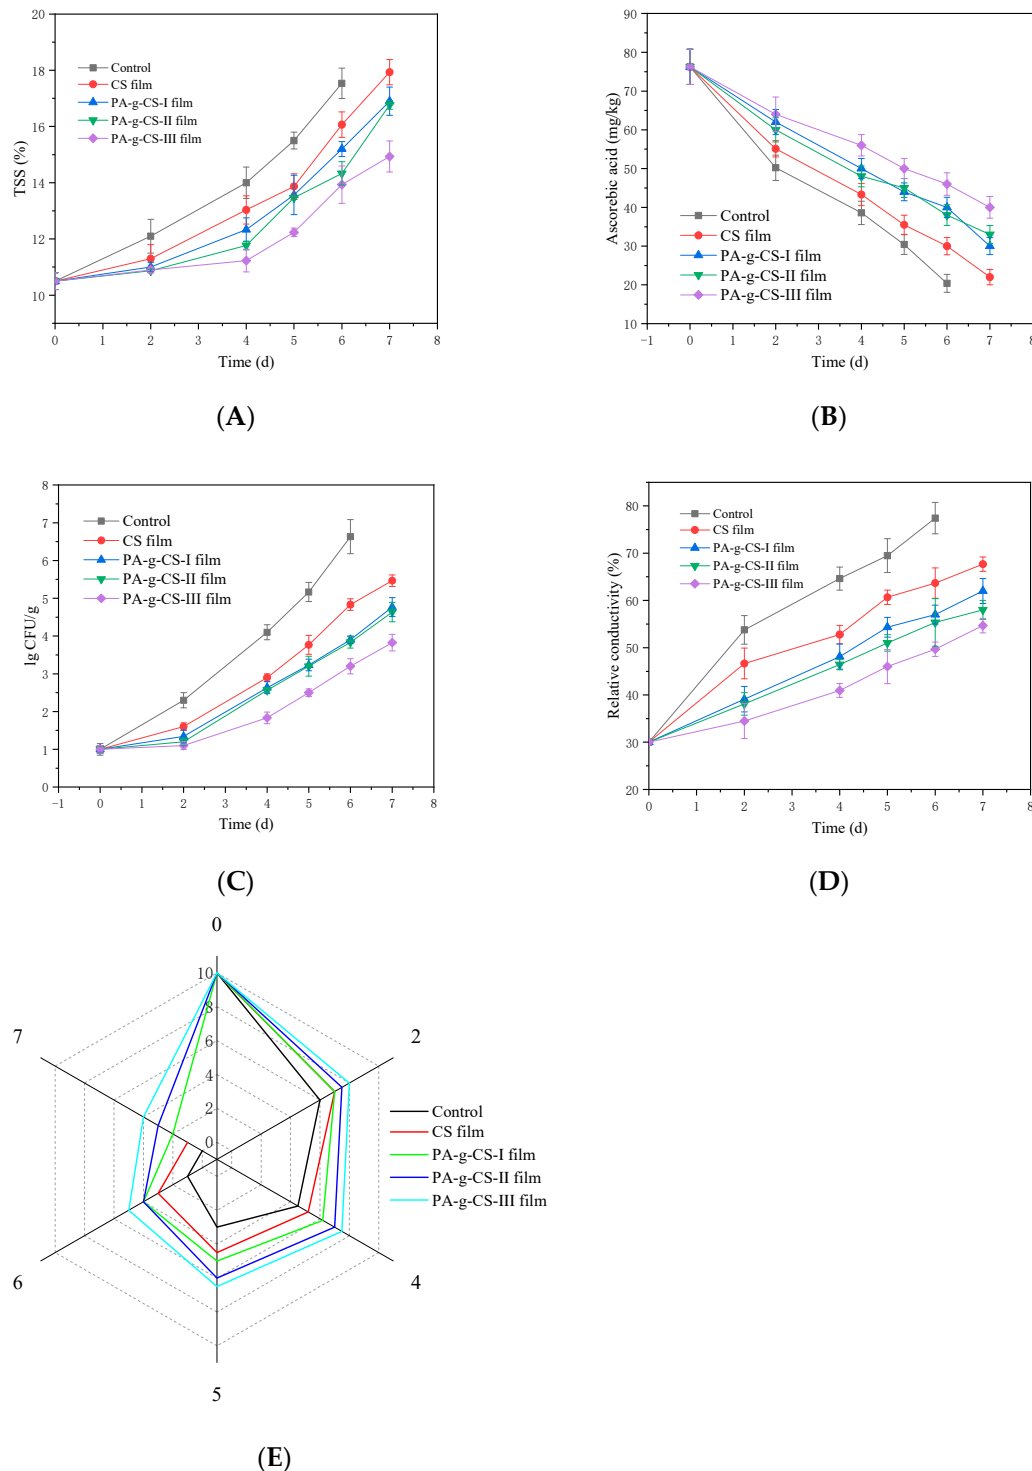 20
18
16
14
12
10
TSS (%)
Control
CS film
PA-g-CS-I film
PA-g-CS-II film
PA-g-CS-III film
0 1 2 3 4 5 6 7 8
Time (d)
(A)
90
80
70
60
50
40
30
20
10
Ascorebic acid (mg/kg)
Control
CS film
PA-g-CS-I film
PA-g-CS-II film
PA-g-CS-III film
-1 0 1 2 3 4 5 6 7 8
Time (d)
(B)
8
7
6
5
4
3
2
1
0
lg CFU/g
Control
CS film
PA-g-CS-I film
PA-g-CS-II film
PA-g-CS-III film
-1 0 1 2 3 4 5 6 7 8
Time (d)
(C)
80
70
60
50
40
30
20
Relative conductivity (%)
Control
CS film
PA-g-CS-I film
PA-g-CS-II film
PA-g-CS-III film
0 1 2 3 4 5 6 7 8
Time (d)
(D)
0
10
8
6
4
2
0
7
2
6
4
5
Control
CS film
PA-g-CS-I film
PA-g-CS-II film
PA-g-CS-III film
(E)